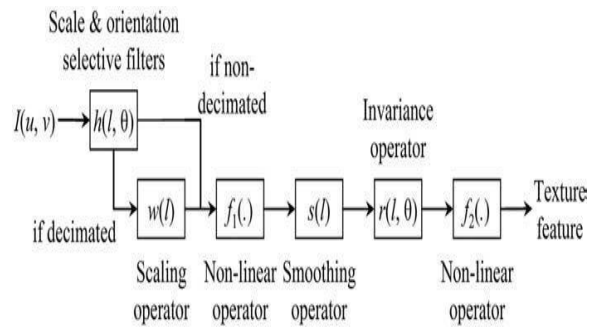 Scale & orientation
selective filters
if non-
decimated
Invariance
operator
I(u, v)
h(l, θ)
if decimated
w(l)
f₁(.)
s(l)
r(l, θ)
f₂(.)
Texture
feature
Scaling
operator
Non-linear
operator
Smoothing
operator
Non-linear
operator